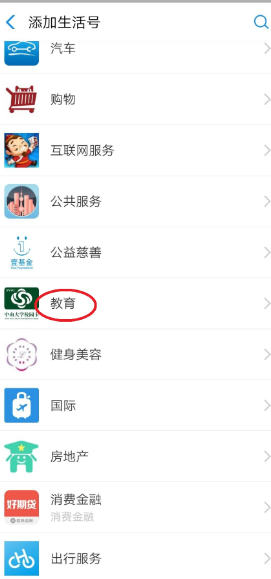 添加生活号
汽车
购物
互联网服务
公共服务
壹基金
公益慈善
教育
健身美容
国际
房地产
好期贷
消费金融
消费金融
出行服务